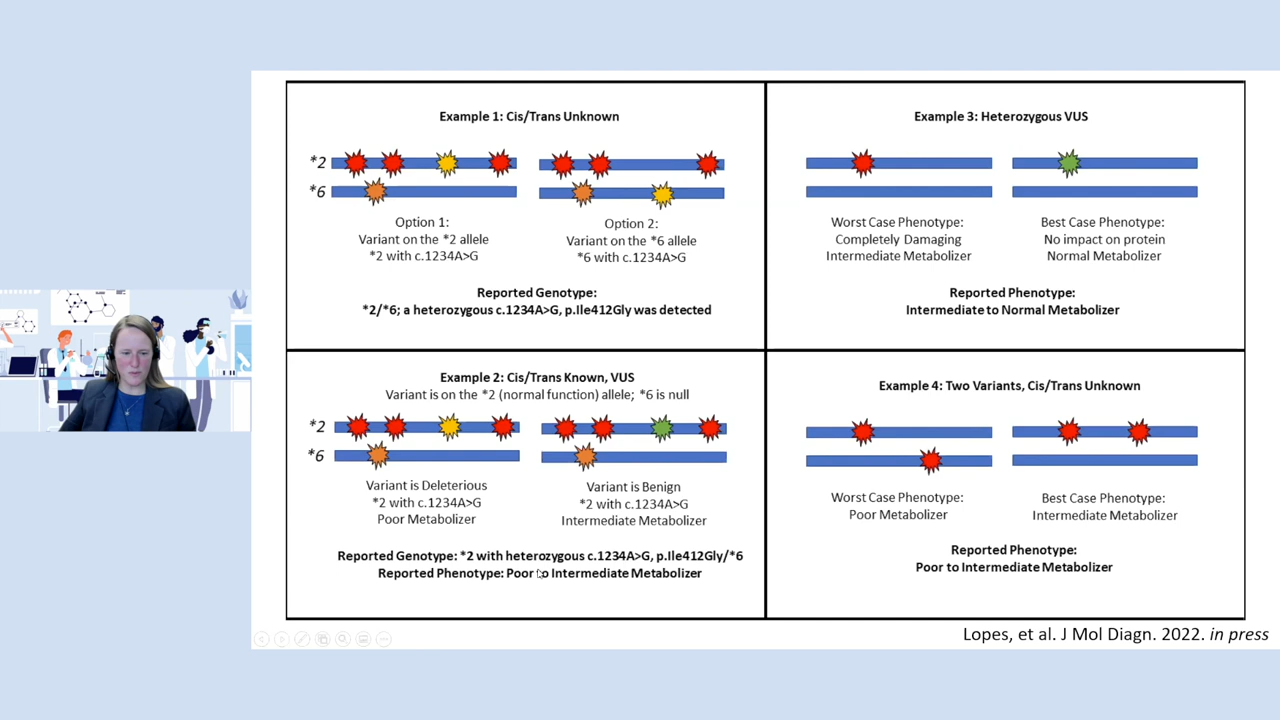 Example 1: Cis/Trans Unknown
*2
*6
Option 1:
Variant on the *2 allele
*2 with c.1234A>G
Option 2:
Variant on the *6 allele
*6 with c.1234A>G
Reported Genotype:
*2/*6; a heterozygous c.1234A>G, p.Ile412Gly was detected
Example 3: Heterozygous VUS
Worst Case Phenotype:
Completely Damaging
Intermediate Metabolizer
Best Case Phenotype:
No impact on protein
Normal Metabolizer
Reported Phenotype:
Intermediate to Normal Metabolizer
Example 2: Cis/Trans Known, VUS
Variant is on the *2 (normal function) allele; *6 is null
*2
*6
Variant is Deleterious
*2 with c.1234A>G
Poor Metabolizer
Variant is Benign
*2 with c.1234A>G
Intermediate Metabolizer
Reported Genotype: *2 with heterozygous c.1234A>G, p.Ile412Gly/*6
Reported Phenotype: Poor to Intermediate Metabolizer
Example 4: Two Variants, Cis/Trans Unknown
Worst Case Phenotype:
Poor Metabolizer
Best Case Phenotype:
Intermediate Metabolizer
Reported Phenotype:
Poor to Intermediate Metabolizer
Lopes, et al. J Mol Diagn. 2022. in press